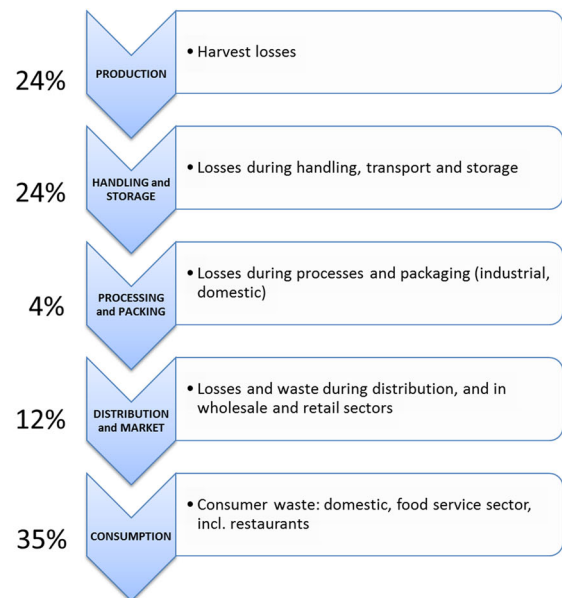 24%
PRODUCTION
• Harvest losses
24%
HANDLING and
STORAGE
• Losses during handling, transport and storage
4%
PROCESSING
and PACKING
• Losses during processes and packaging (industrial,
domestic)
12%
DISTRIBUTION
and MARKET
• Losses and waste during distribution, and in
wholesale and retail sectors
35%
CONSUMPTION
• Consumer waste: domestic, food service sector,
incl. restaurants